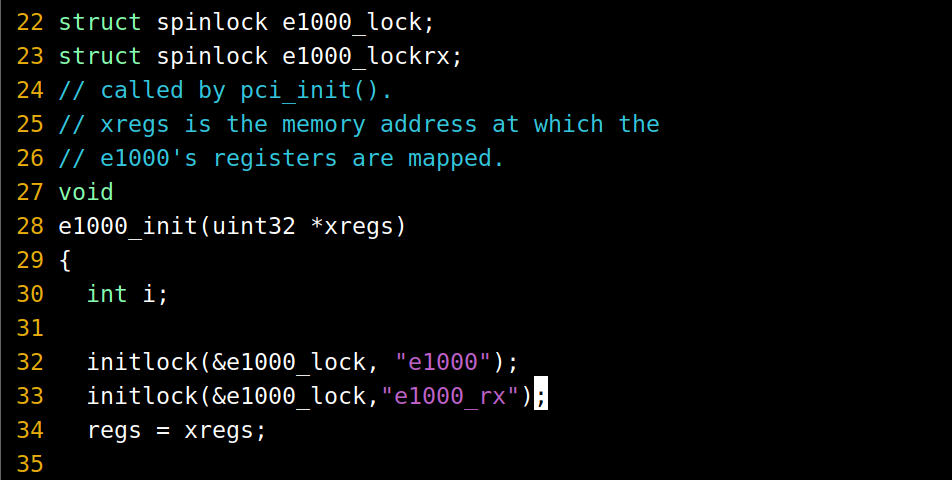 22 struct spinlock e1000_lock;
23 struct spinlock e1000_lockrx;
24 // called by pci_init().
25 // xregs is the memory address at which the
26 // e1000's registers are mapped.
27 void
28 e1000_init(uint32 *xregs)
29 {
30   int i;
31
32   initlock(&e1000_lock, "e1000");
33   initlock(&e1000_lock,"e1000_rx");
34   regs = xregs;
35